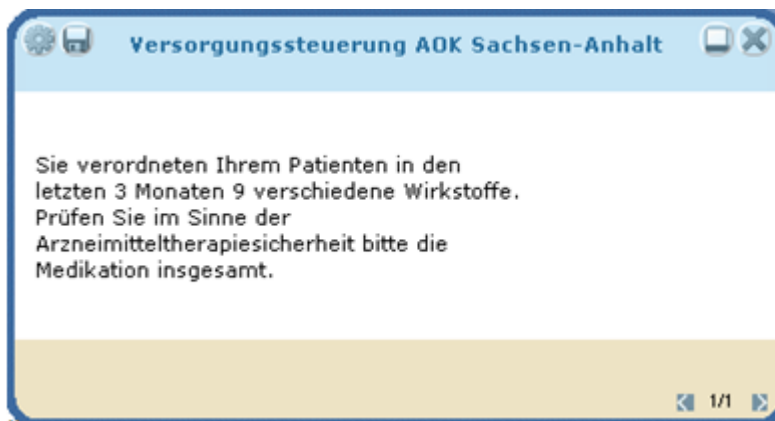 Versorgungssteuerung AOK Sachsen-Anhalt
Sie verordneten Ihrem Patienten in den
letzten 3 Monaten 9 verschiedene Wirkstoffe.
Prüfen Sie im Sinne der
Arzneimitteltherapiesicherheit bitte die
Medikation insgesamt.
1/1